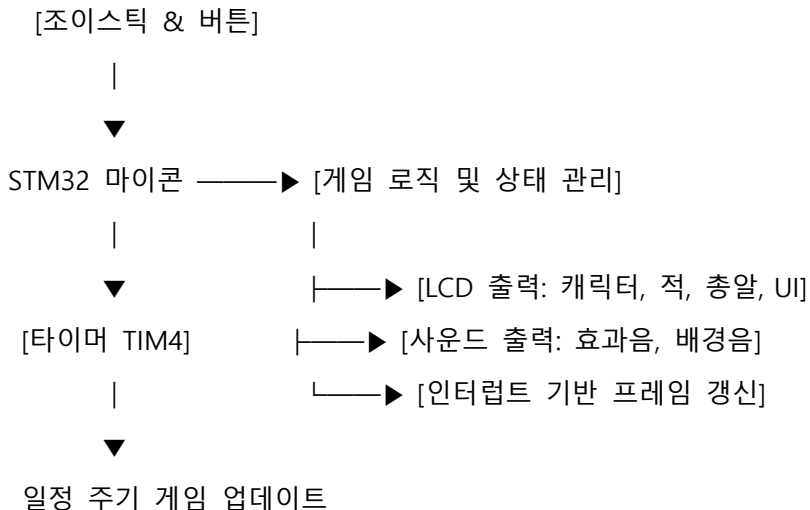 [조이스틱 & 버튼]
|
▼
STM32 마이콘 ———▶ [게임 로직 및 상태 관리]
| |
▼ ├——▶ [LCD 출력: 캐릭터, 적, 총알, UI]
[타이머 TIM4] ├——▶ [사운드 출력: 효과음, 배경음]
| └——▶ [인터럽트 기반 프레임 갱신]
▼
일정 주기 게임 업데이트